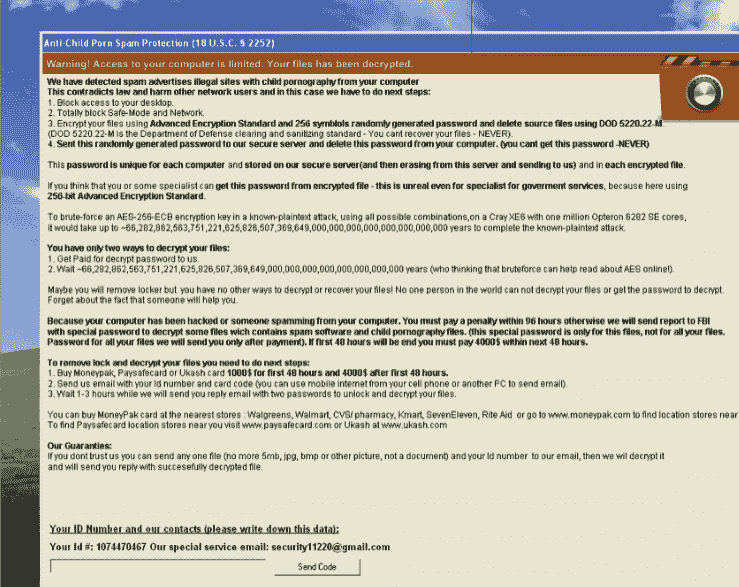 Anti-Child Porn Spam Protection (18 U.S.C. § 2252)
Warning! Access to your computer is limited. Your files has been decrypted.
We have detected spam advertises illegal sites with child pornography from your computer
This contradicts law and harm other network users and in this case we have to do next steps:
1. Block access to your desktop.
2. Totally block Safe-Mode and Network.
3. Encrypt your files using Advanced Encryption Standard and 256 symblols randomly generated password and delete source files using DOD 5220.22-M
(DOD 5220.22-M is the Department of Defense clearing and sanitizing standard - You cant recover your files - NEVER).
4. Sent this randomly generated password to our secure server and delete this password from your computer. (you cant get this password -NEVER)
This password is unique for each computer and stored on our secure server(and then erasing from this server and sending to us) and in each encrypted file.
If you think that you or some specialist can get this password from encrypted file - this is unreal even for specialist for goverment services, because here using
256-bit Advanced Encryption Standard.
To brute-force an AES-256-ECB encryption key in a known-plaintext attack, using all possible combinations,on a Cray XE6 with one million Opteron 6282 SE cores,
it would take up to ~66,282,862,563,751,221,625,826,507,369,649,000,000,000,000,000,000,000,000 years to complete the known-plaintext attack.
You have only two ways to decrypt your files:
1. Get Paid for decrypt password to us.
2. Wait ~66,282,862,563,751,221,625,826,507,369,649,000,000,000,000,000,000,000,000 years (who thinking that bruteforce can help read about AES online!).
Maybe you will remove locker but you have no other ways to decrypt or recover your files! No one person in the world can not decrypt your files or get the password to decrypt.
Forget about the fact that someone will help you.
Because your computer has been hacked or someone spamming from your computer. You must pay a penalty within 96 hours otherwise we will send report to FBI
with special password to decrypt some files wich contains spam software and child pornography files. (this special password is only for this files, not for all your files.
Password for all your files we will send you only after payment). If first 48 hours will be end you must pay 4000$ within next 48 hours.
To remove lock and decrypt your files you need to do next steps:
1. Buy Moneypak, Paysafecard or Ukash card 1000$ for first 48 hours and 4000$ after first 48 hours.
2. Send us email with your Id number and card code (you can use mobile internet from your cell phone or another PC to send email).
3. Wait 1-3 hours while we will send you reply email with two passwords to unlock and decrypt your files.
You can buy MoneyPak card at the nearest stores : Walgreens, Walmart, CVS/ pharmacy, Kmart, SevenEleven, Rite Aid or go to www.moneypak.com to find location stores near
To find Paysafecard location stores near you visit www.paysafecard.com or Ukash at www.ukash.com
Our Guaranties:
If you dont trust us you can send any one file (no more 5mb, jpg, bmp or other picture, not a document) and your Id number to our email, then we wil decrypt it
and will send you reply with succesefully decrypted file.
Your ID Number and our contacts (please write down this data):
Your Id #: 1074470467 Our special service email: security11220@gmail.com
Send Code